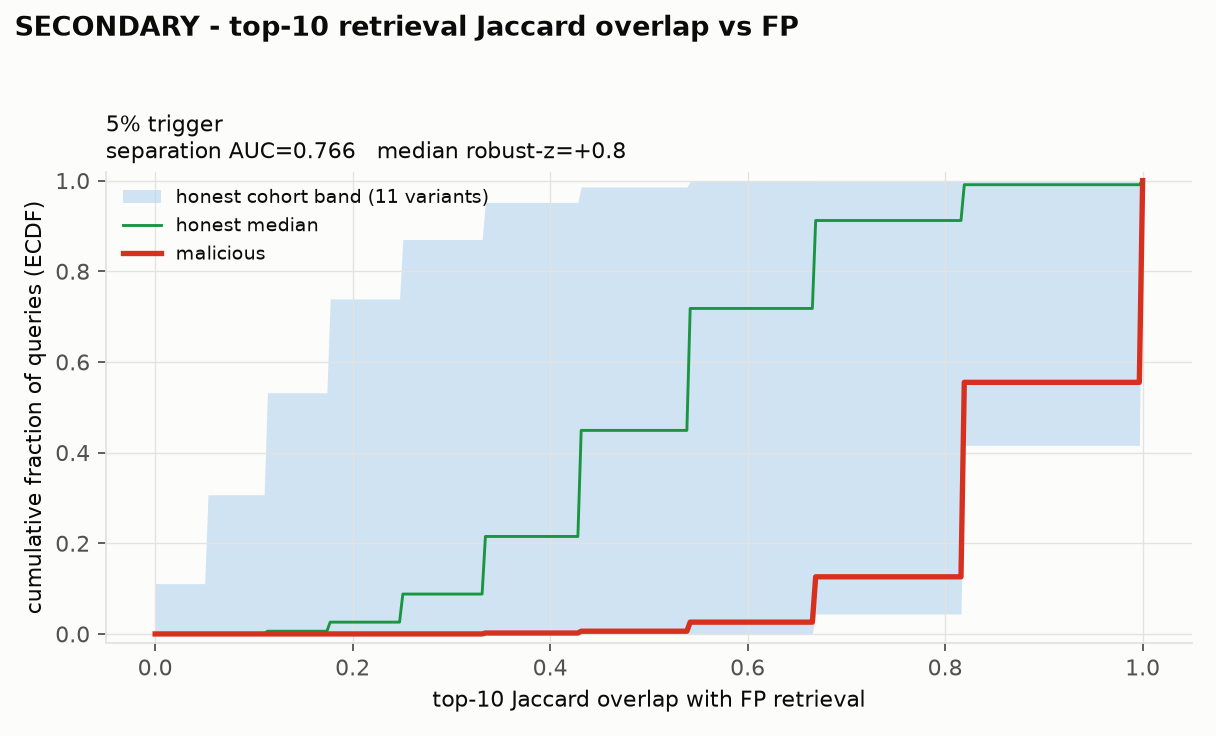 SECONDARY - top-10 retrieval Jaccard overlap vs FP
5% trigger
separation AUC=0.766   median robust-z=+0.8
honest cohort band (11 variants)
honest median
malicious
cumulative fraction of queries (ECDF)
1.0
0.8
0.6
0.4
0.2
0.0
0.0 0.2 0.4 0.6 0.8 1.0
top-10 Jaccard overlap with FP retrieval